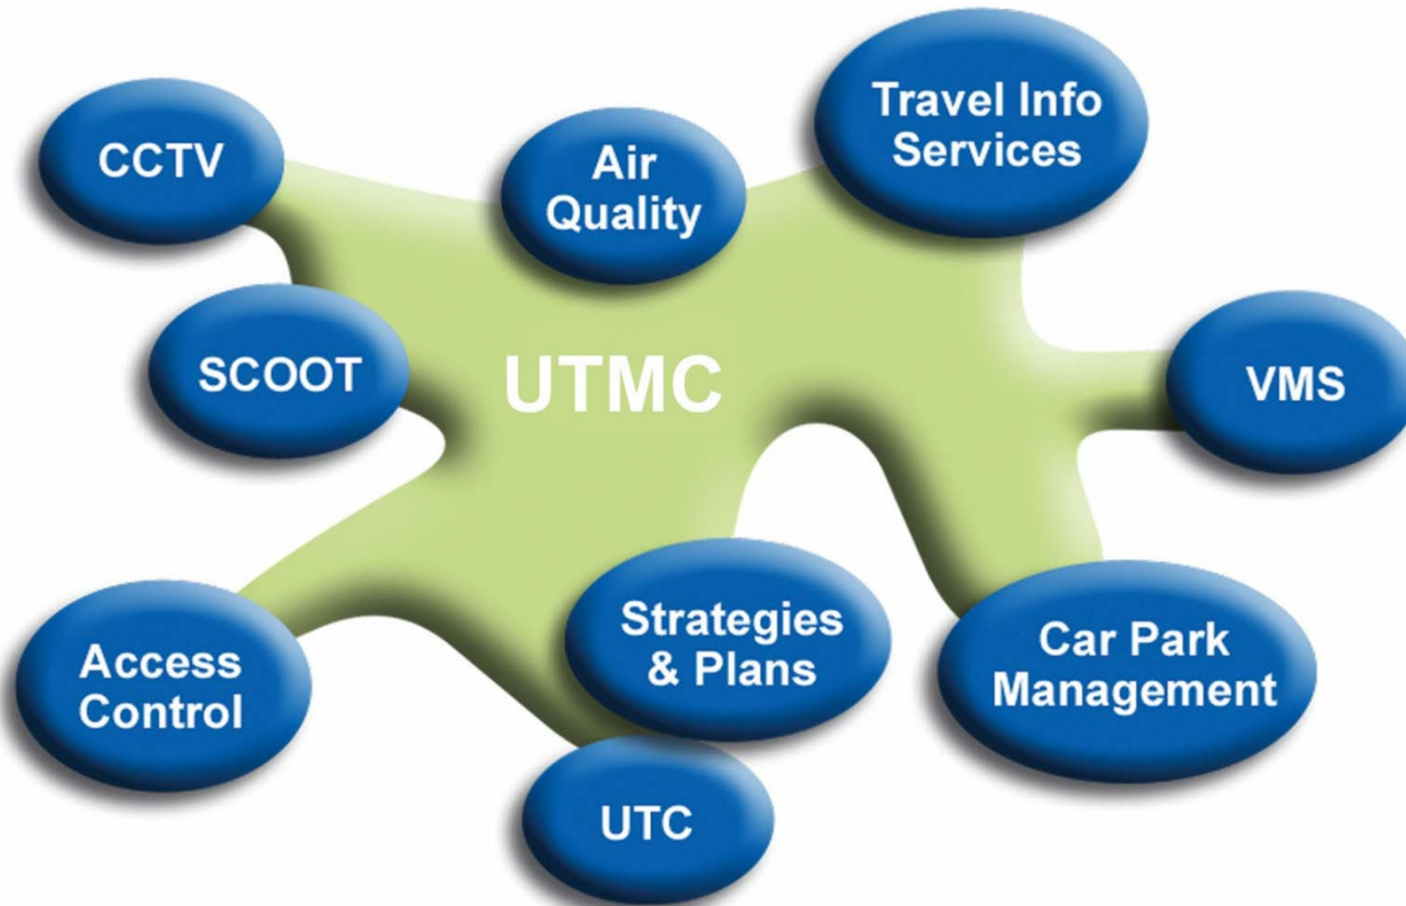 Travel Info
Services
CCTV
Air
Quality
SCOOT
UTMC
VMS
Access
Control
Strategies
& Plans
Car Park
Management
UTC